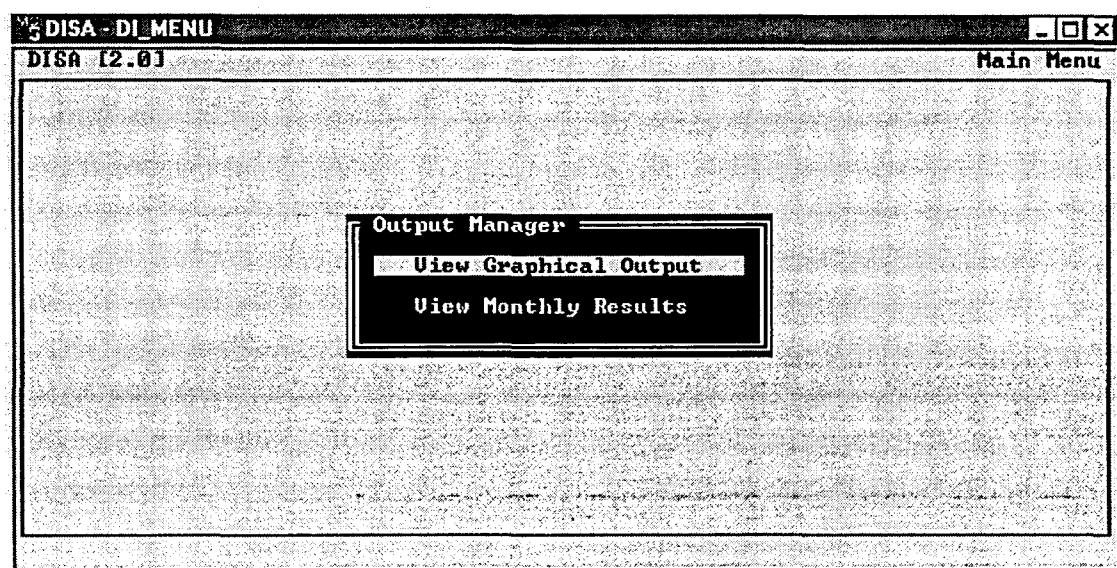 DISA - DI_MENU
DISA [2.0] Main Menu
Output Manager
View Graphical Output
View Monthly Results